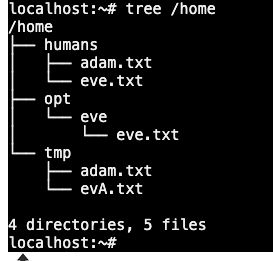 localhost:~# tree /home
/home
├── humans
│   ├── adam.txt
│   └── eve.txt
├── opt
│   └── eve
│       └── eve.txt
└── tmp
    ├── adam.txt
    └── evA.txt

4 directories, 5 files
localhost:~#